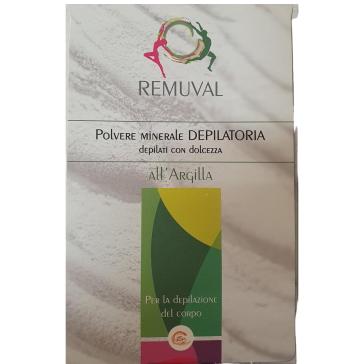 REMUVAL
POLVERE MINERALE DEPILATORIA
DEPILATI CON DOLCEZZA
ALL'ARGILLA
PER LA DEPILAZIONE
DEL CORPO